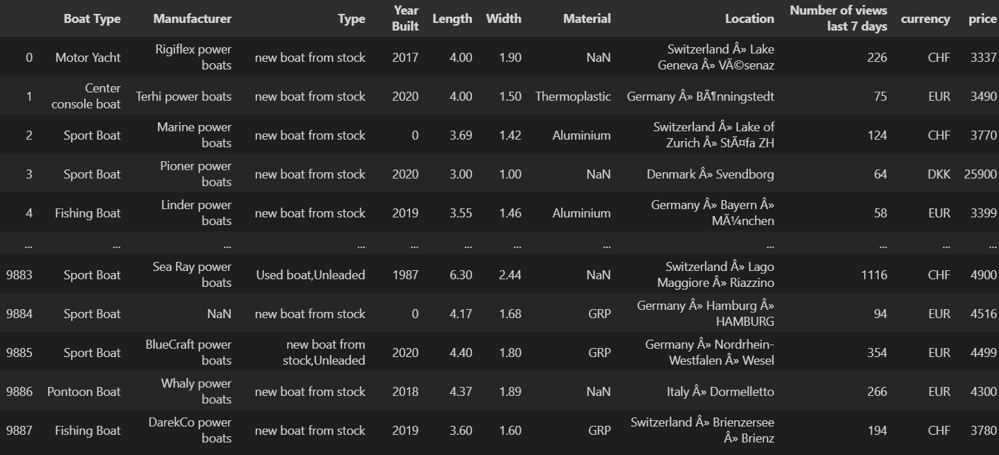 Boat Type Manufacturer Type Year Built Length Width Material Location Number of views last 7 days currency price
0 Motor Yacht Rigiflex power boats new boat from stock 2017 4.00 1.90 NaN Switzerland Â» Lake Geneva Â» VÃ©senaz 226 CHF 3337
1 Center console boat Terhi power boats new boat from stock 2020 4.00 1.50 Thermoplastic Germany Â» BÃ¶nningstedt 75 EUR 3490
2 Sport Boat Marine power boats new boat from stock 0 3.69 1.42 Aluminium Switzerland Â» Lake of Zurich Â» StÃ¤fa ZH 124 CHF 3770
3 Sport Boat Pioner power boats new boat from stock 2020 3.00 1.00 NaN Denmark Â» Svendborg 64 DKK 25900
4 Fishing Boat Linder power boats new boat from stock 2019 3.55 1.46 Aluminium Germany Â» Bayern Â» MÃ¼nchen 58 EUR 3399
... ... ... ... ... ... ... ... ... ... ... ...
9883 Sport Boat Sea Ray power boats Used boat,Unleaded 1987 6.30 2.44 NaN Switzerland Â» Lago Maggiore Â» Riazzino 1116 CHF 4900
9884 Sport Boat NaN new boat from stock 0 4.17 1.68 GRP Germany Â» Hamburg Â» HAMBURG 94 EUR 4516
9885 Sport Boat BlueCraft power boats new boat from stock,Unleaded 2020 4.40 1.80 GRP Germany Â» Nordrhein-Westfalen Â» Wesel 354 EUR 4499
9886 Pontoon Boat Whaly power boats new boat from stock 2018 4.37 1.89 NaN Italy Â» Dormelletto 266 EUR 4300
9887 Fishing Boat DarekCo power boats new boat from stock 2019 3.60 1.60 GRP Switzerland Â» Brienzersee Â» Brienz 194 CHF 3780